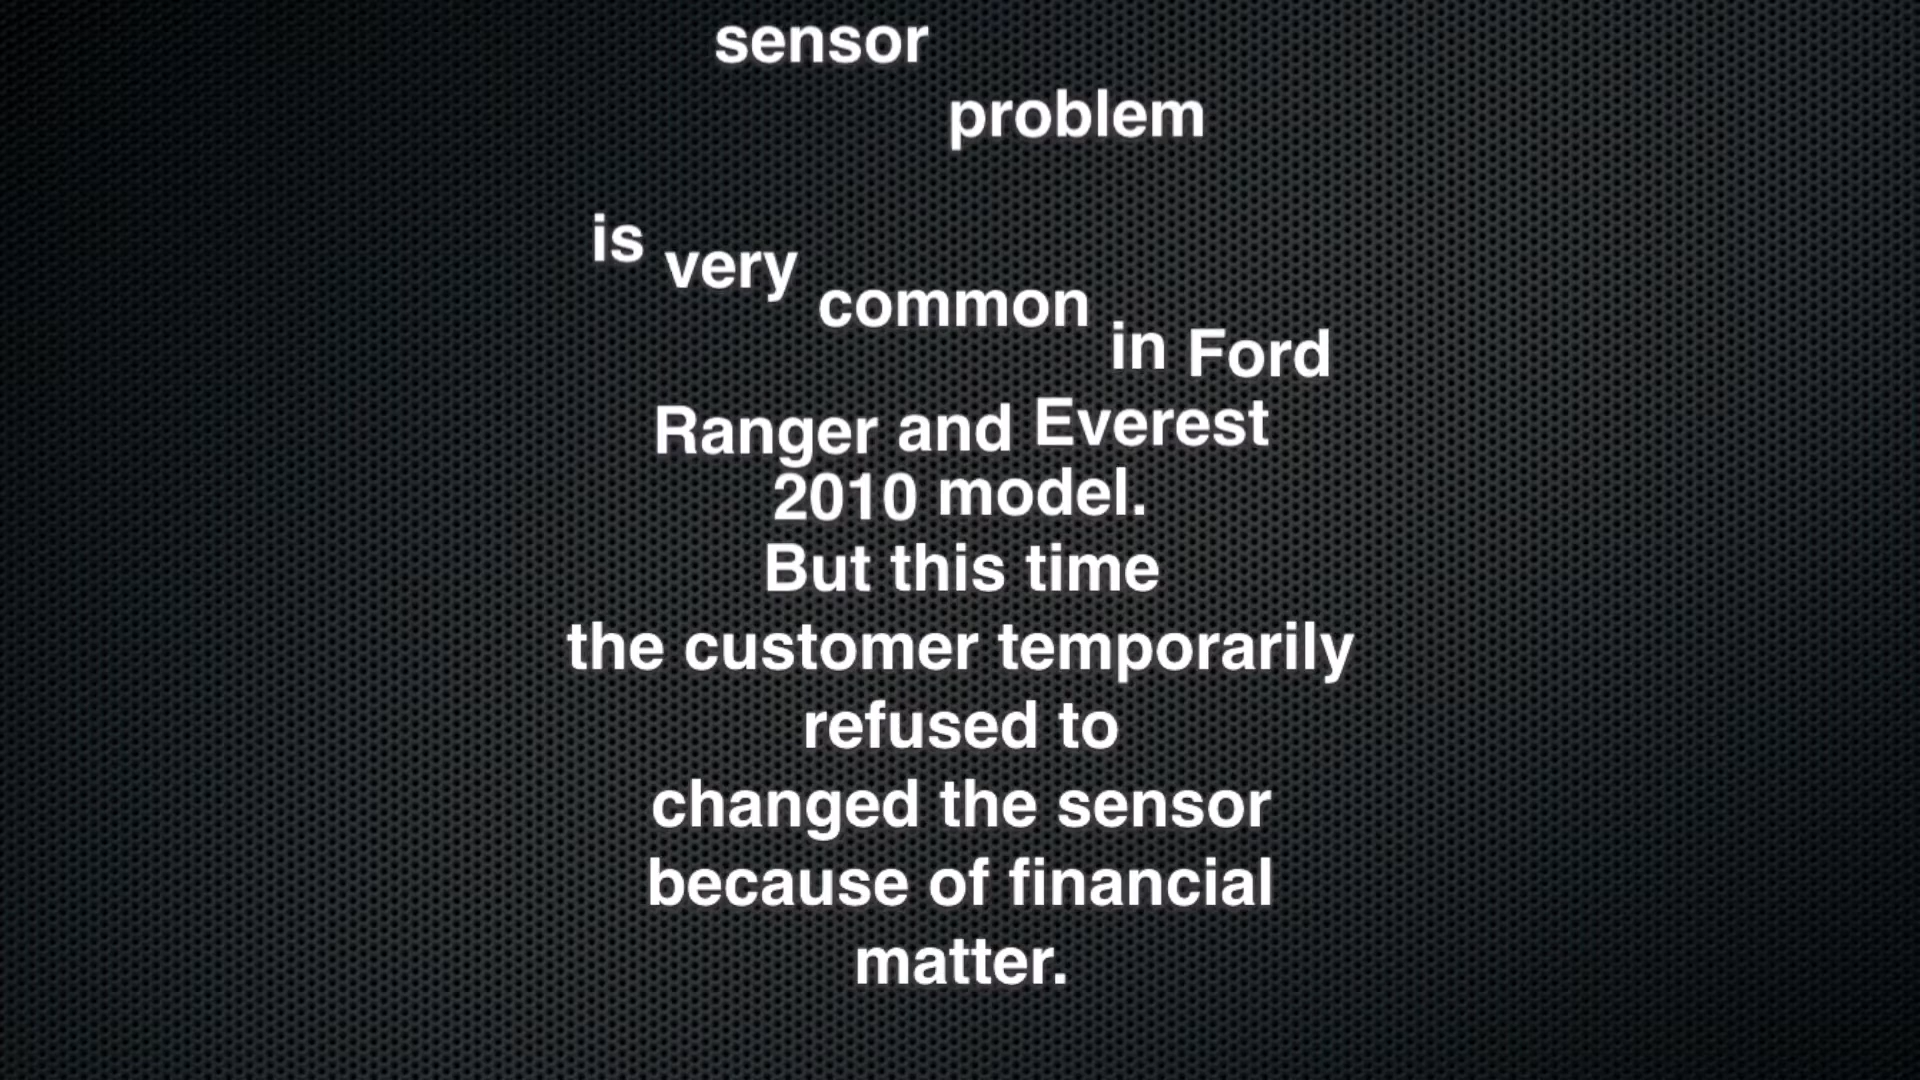 sensor
problem
is very common in Ford
Ranger and Everest
2010 model.
But this time
the customer temporarily
refused to
changed the sensor
because of financial
matter.